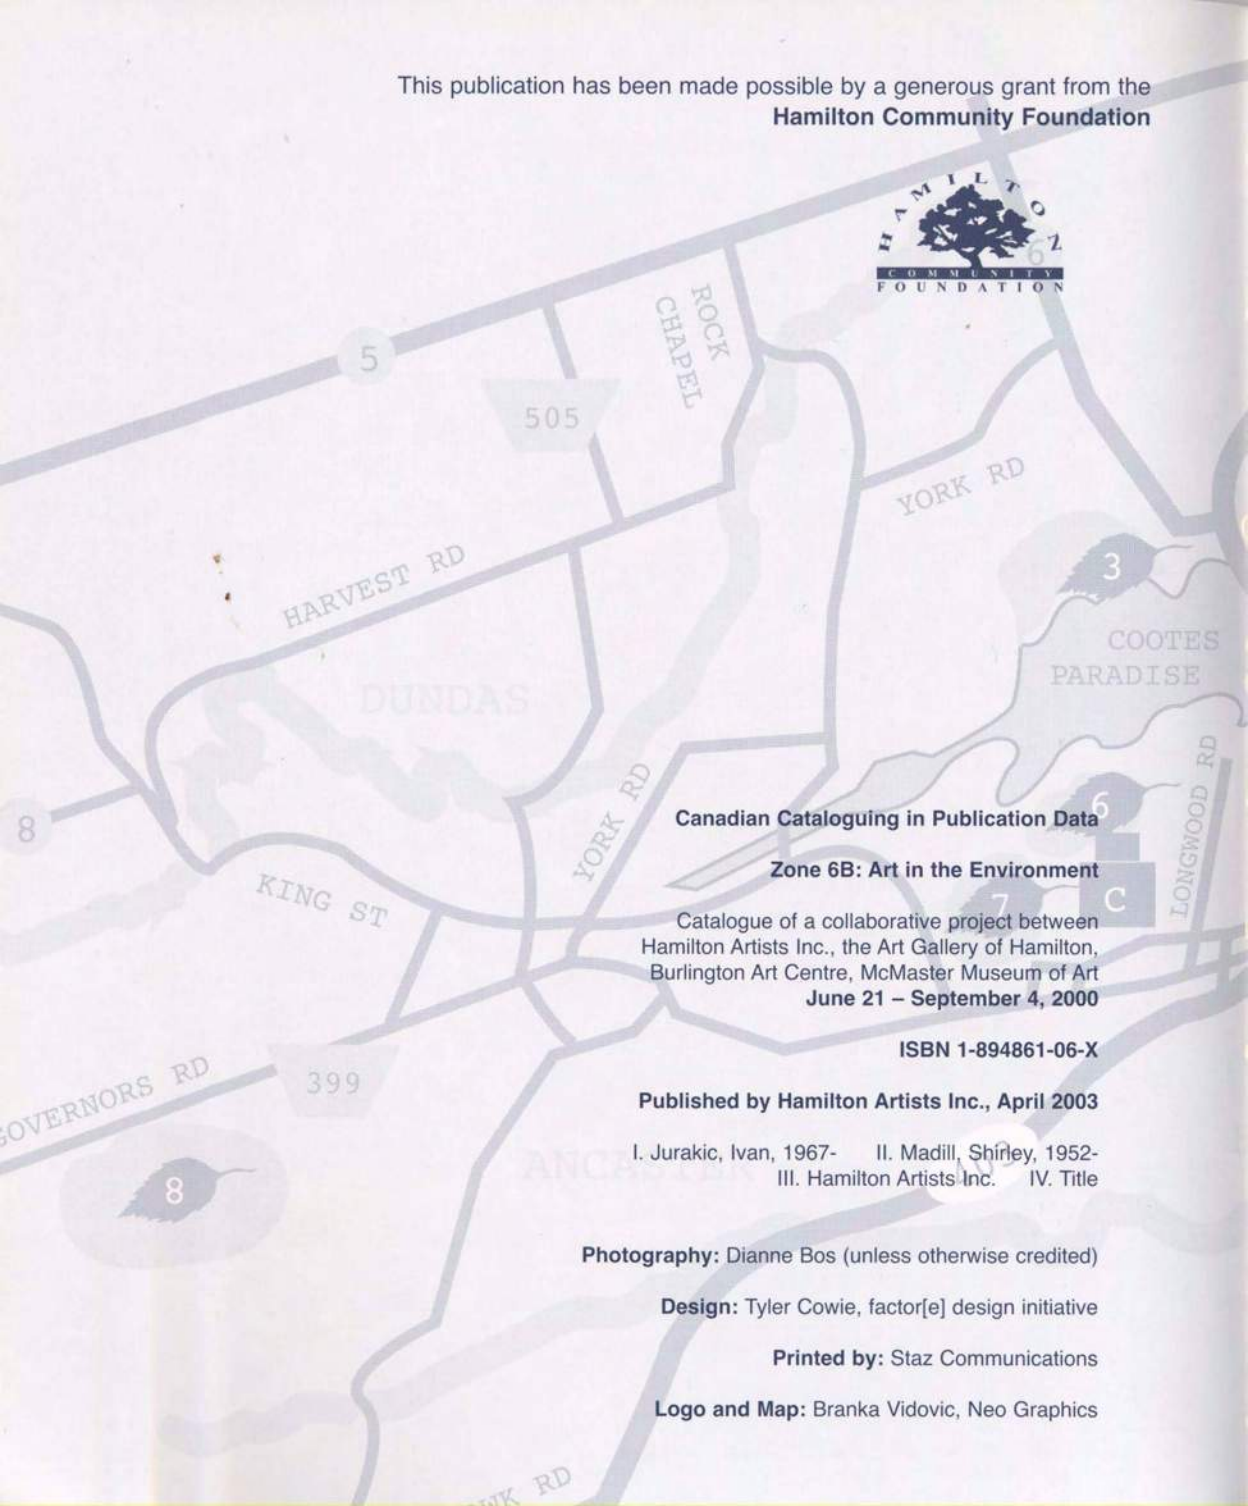 This publication has been made possible by a generous grant from the
Hamilton Community Foundation
HAMILTON
COMMUNITY
FOUNDATION
6
ROCK
CHAPEL
5
505
YORK RD
HARVEST RD
3
COOTES
PARADISE
DUNDAS
LONGWOOD RD
YORK RD
6
8
Canadian Cataloguing in Publication Data
Zone 6B: Art in the Environment
KING ST
7
C
Catalogue of a collaborative project between
Hamilton Artists Inc., the Art Gallery of Hamilton,
Burlington Art Centre, McMaster Museum of Art
June 21 – September 4, 2000
ISBN 1-894861-06-X
GOVERNORS RD
399
Published by Hamilton Artists Inc., April 2003
I. Jurakic, Ivan, 1967- II. Madill, Shirley, 1952-
III. Hamilton Artists Inc. IV. Title
ANCASTER
403
8
Photography: Dianne Bos (unless otherwise credited)
Design: Tyler Cowie, factor[e] design initiative
Printed by: Staz Communications
Logo and Map: Branka Vidovic, Neo Graphics
RD